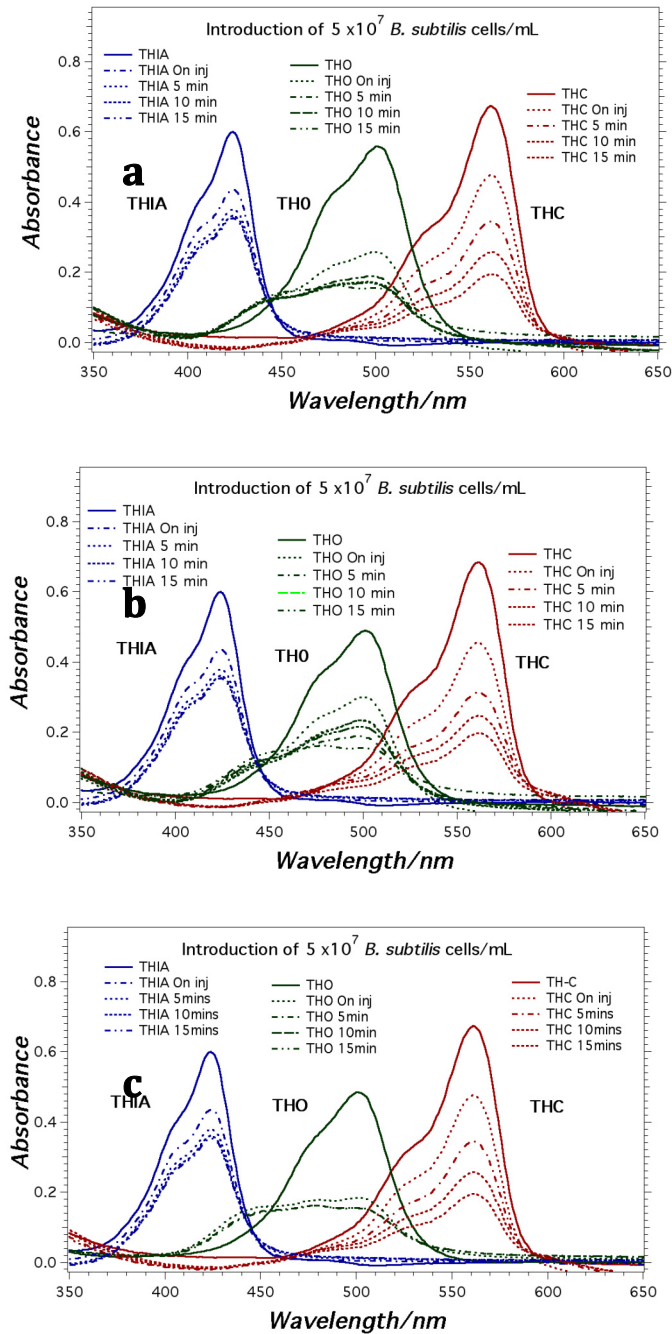 Introduction of 5 x10⁷ B. subtilis cells/mL
THIA
THIA On inj
THIA 5 min
THIA 10 min
THIA 15 min
THO
THO On inj
THO 5 min
THO 10 min
THO 15 min
THC
THC On inj
THC 5 min
THC 10 min
THC 15 min
a
THIA
TH0
THC
Absorbance
0.8
0.6
0.4
0.2
0.0
350 400 450 500 550 600 650
Wavelength/nm
Introduction of 5 x10⁷ B. subtilis cells/mL
THIA
THIA On inj
THIA 5 min
THIA 10 min
THIA 15 min
THO
THO On inj
THO 5 min
THO 10 min
THO 15 min
THC
THC On inj
THC 5 min
THC 10 min
THC 15 min
b
THIA
TH0
THC
Absorbance
0.8
0.6
0.4
0.2
0.0
350 400 450 500 550 600 650
Wavelength/nm
Introduction of 5 x10⁷ B. subtilis cells/mL
THIA
THIA On inj
THIA 5mins
THIA 10mins
THIA 15mins
THO
THO On inj
THO 5min
THO 10min
THO 15min
TH-C
THC On inj
THC 5mins
THC 10mins
THC 15mins
c
THIA
THO
THC
Absorbance
0.8
0.6
0.4
0.2
0.0
350 400 450 500 550 600 650
Wavelength/nm